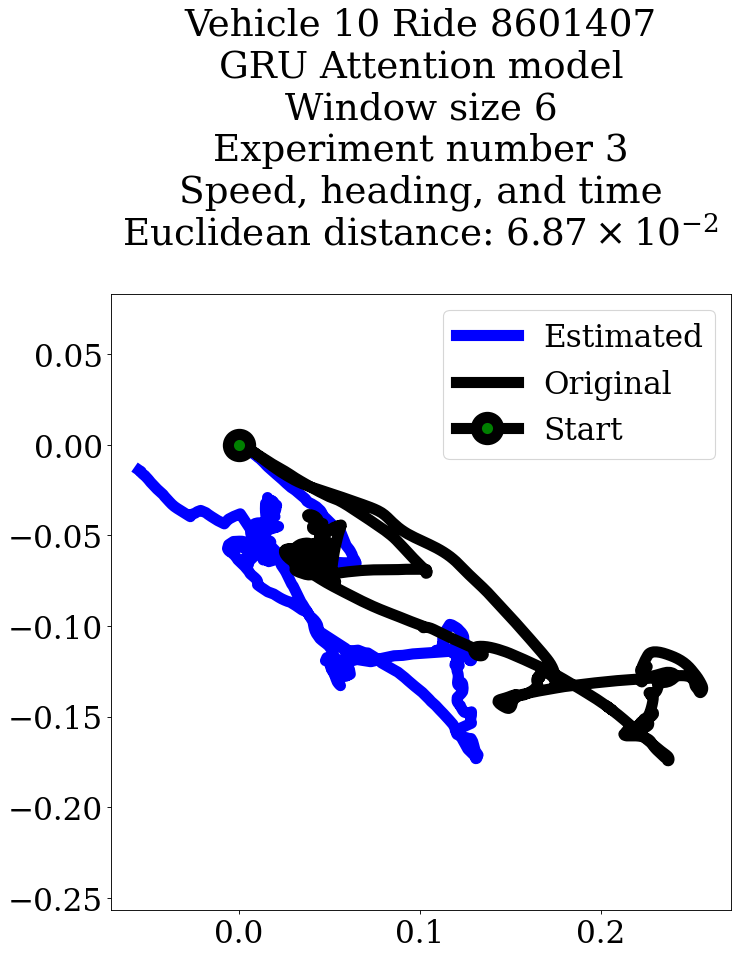 Vehicle 10 Ride 8601407
GRU Attention model
Window size 6
Experiment number 3
Speed, heading, and time
Euclidean distance: 6.87 × 10⁻²
Estimated
Original
Start
0.05
0.00
−0.05
−0.10
−0.15
−0.20
−0.25
0.0 0.1 0.2